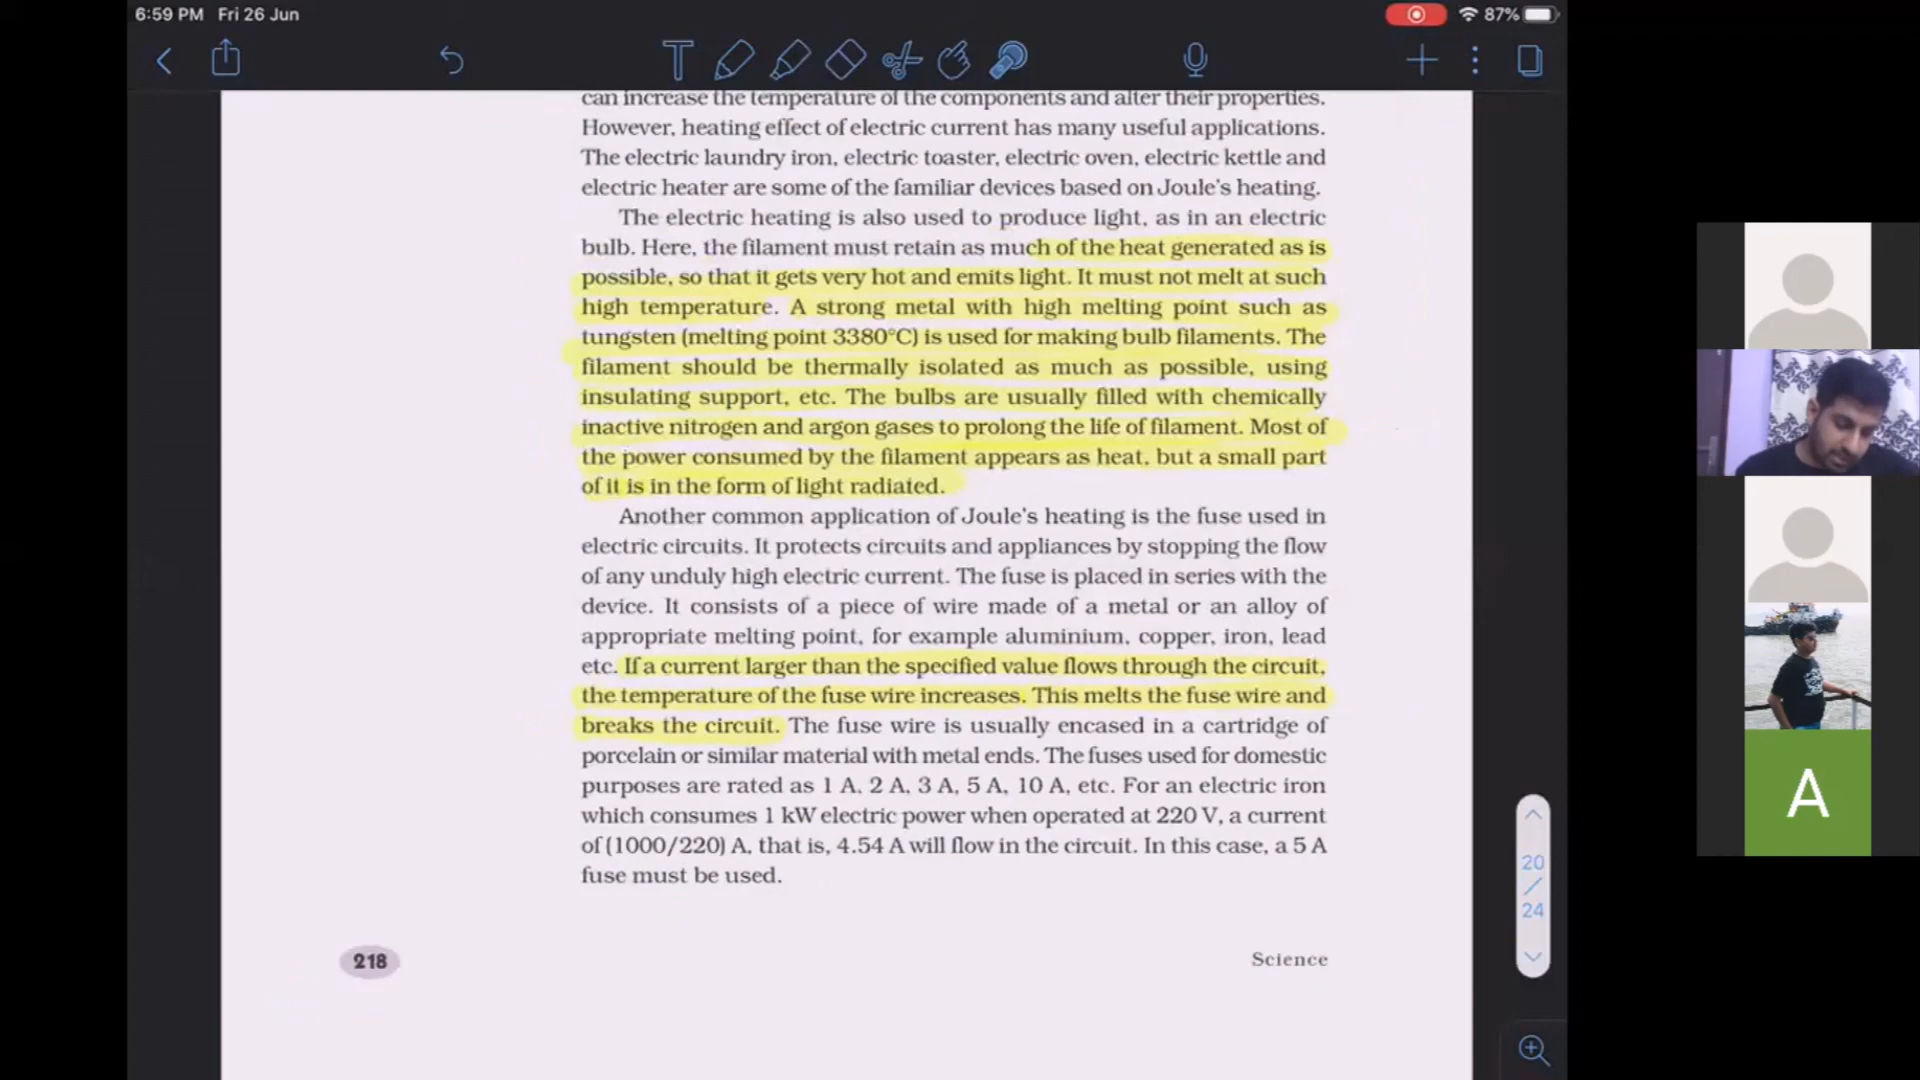 6:59 PM Fri 26 Jun
87%
can increase the temperature of the components and alter their properties.
However, heating effect of electric current has many useful applications.
The electric laundry iron, electric toaster, electric oven, electric kettle and
electric heater are some of the familiar devices based on Joule's heating.
The electric heating is also used to produce light, as in an electric
bulb. Here, the filament must retain as much of the heat generated as is
possible, so that it gets very hot and emits light. It must not melt at such
high temperature. A strong metal with high melting point such as
tungsten (melting point 3380°C) is used for making bulb filaments. The
filament should be thermally isolated as much as possible, using
insulating support, etc. The bulbs are usually filled with chemically
inactive nitrogen and argon gases to prolong the life of filament. Most of
the power consumed by the filament appears as heat, but a small part
of it is in the form of light radiated.
Another common application of Joule's heating is the fuse used in
electric circuits. It protects circuits and appliances by stopping the flow
of any unduly high electric current. The fuse is placed in series with the
device. It consists of a piece of wire made of a metal or an alloy of
appropriate melting point, for example aluminium, copper, iron, lead
etc. If a current larger than the specified value flows through the circuit,
the temperature of the fuse wire increases. This melts the fuse wire and
breaks the circuit. The fuse wire is usually encased in a cartridge of
porcelain or similar material with metal ends. The fuses used for domestic
purposes are rated as 1 A, 2 A, 3 A, 5 A, 10 A, etc. For an electric iron
which consumes 1 kW electric power when operated at 220 V, a current
of (1000/220) A, that is, 4.54 A will flow in the circuit. In this case, a 5 A
fuse must be used.
218
Science
20
/
24
A